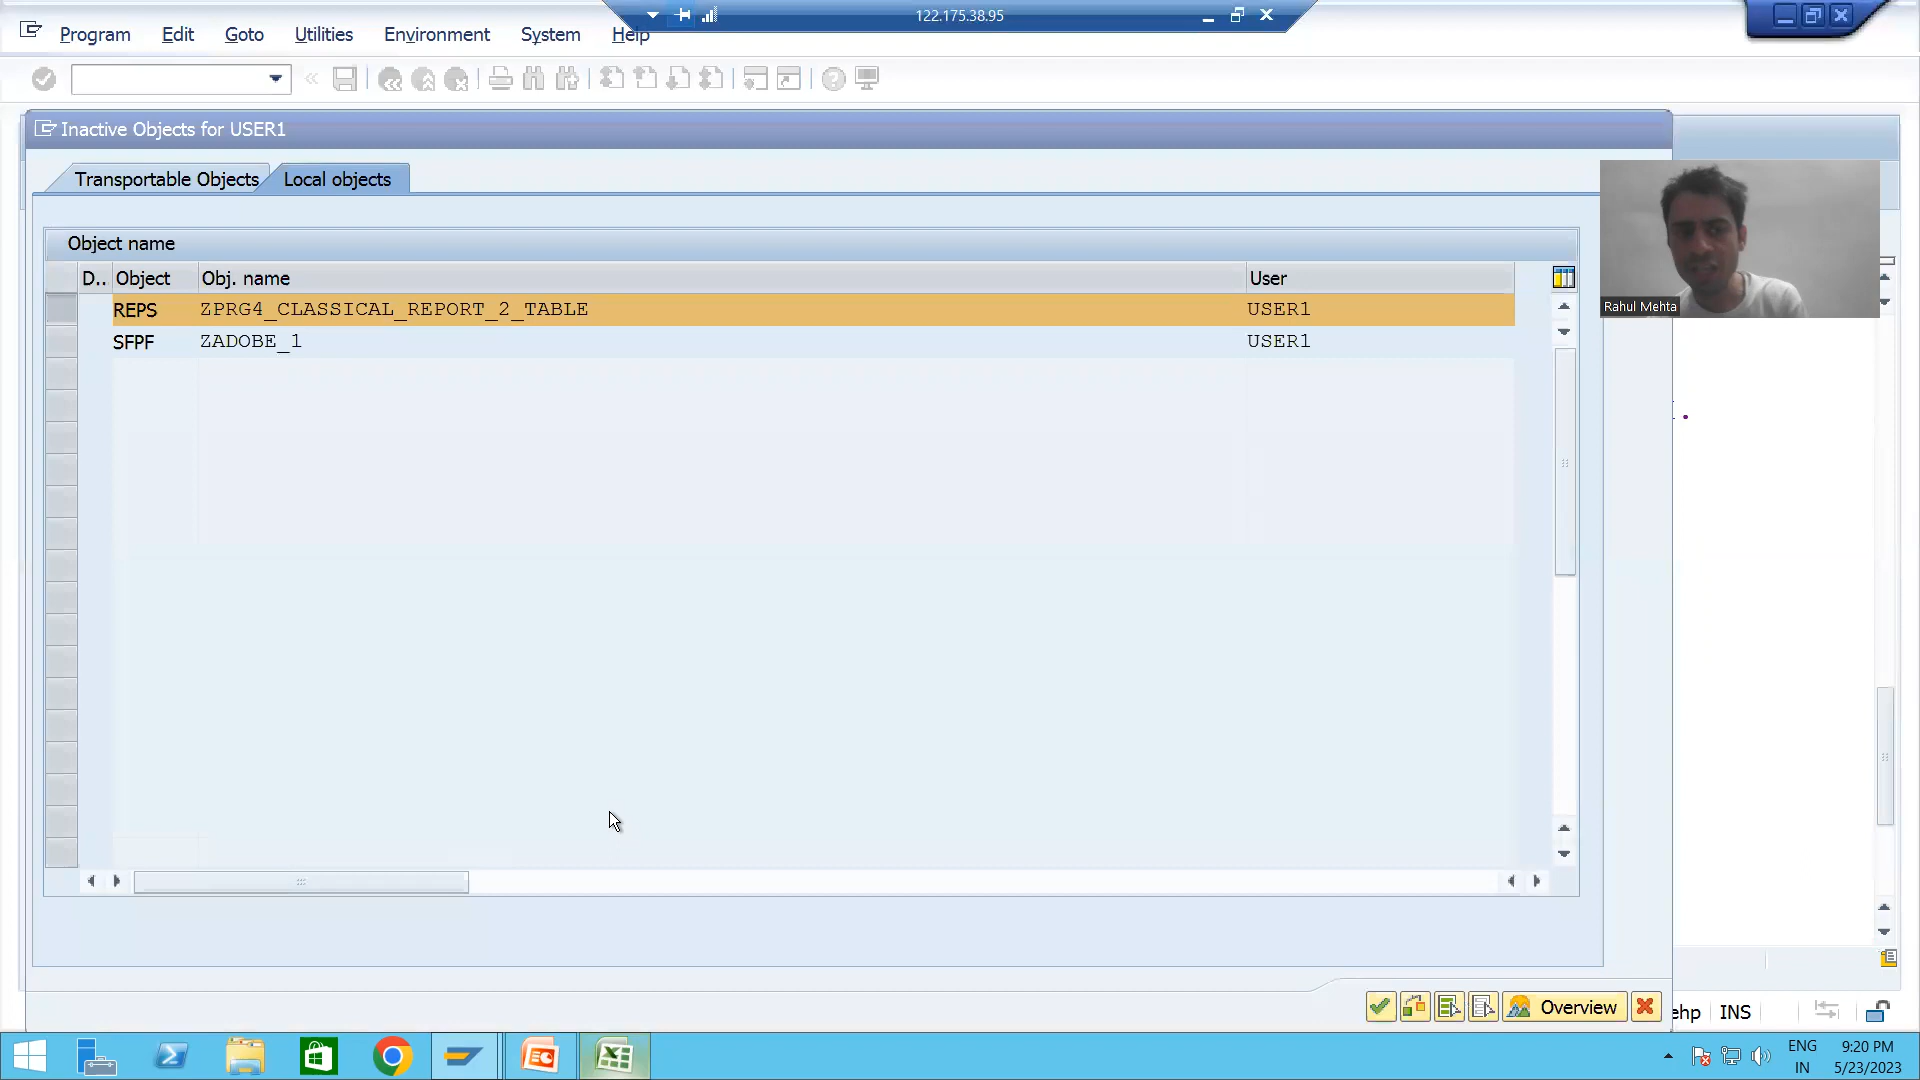 122.175.38.95
Program Edit Goto Utilities Environment System Help
Inactive Objects for USER1
Transportable Objects Local objects
Object name
D.. Object Obj. name User
REPS ZPRG4_CLASSICAL_REPORT_2_TABLE USER1
SFPF ZADOBE_1 USER1
Rahul Mehta
Overview
ehp INS
ENG 9:20 PM
IN 5/23/2023